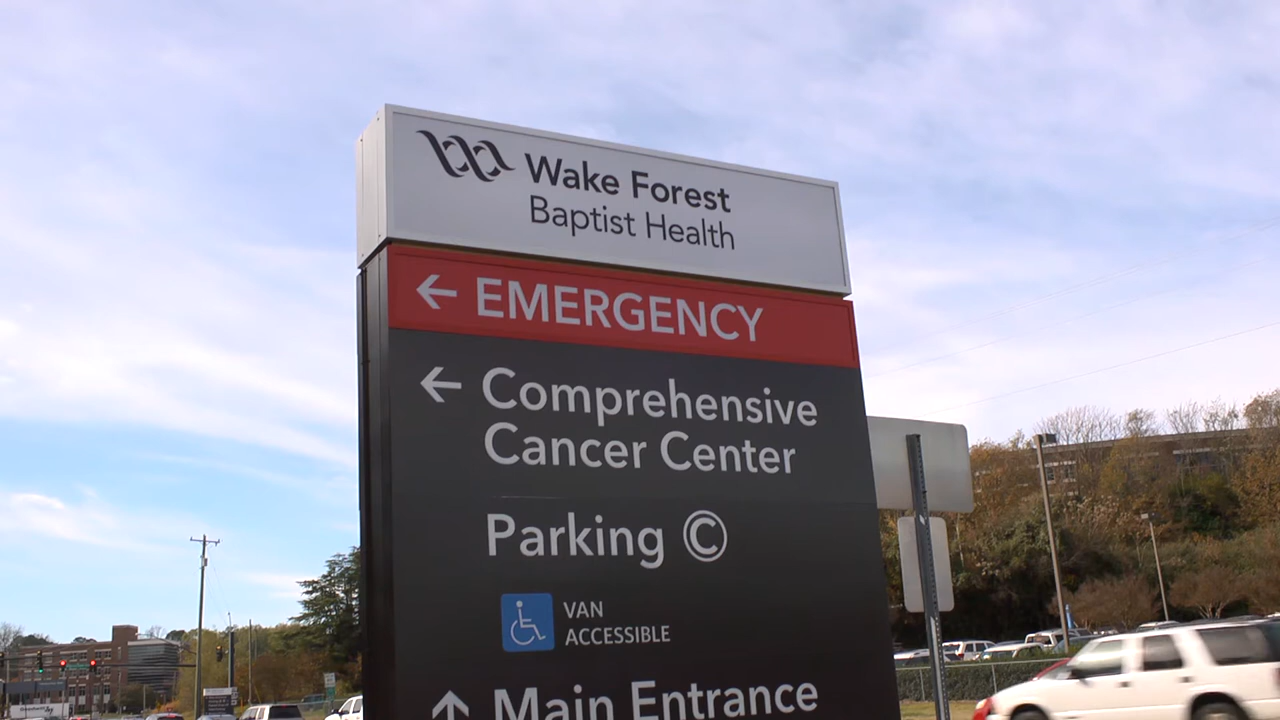 Wake Forest
Baptist Health
← EMERGENCY
← Comprehensive
Cancer Center
Parking Ⓒ
VAN
ACCESSIBLE
↑ Main Entrance